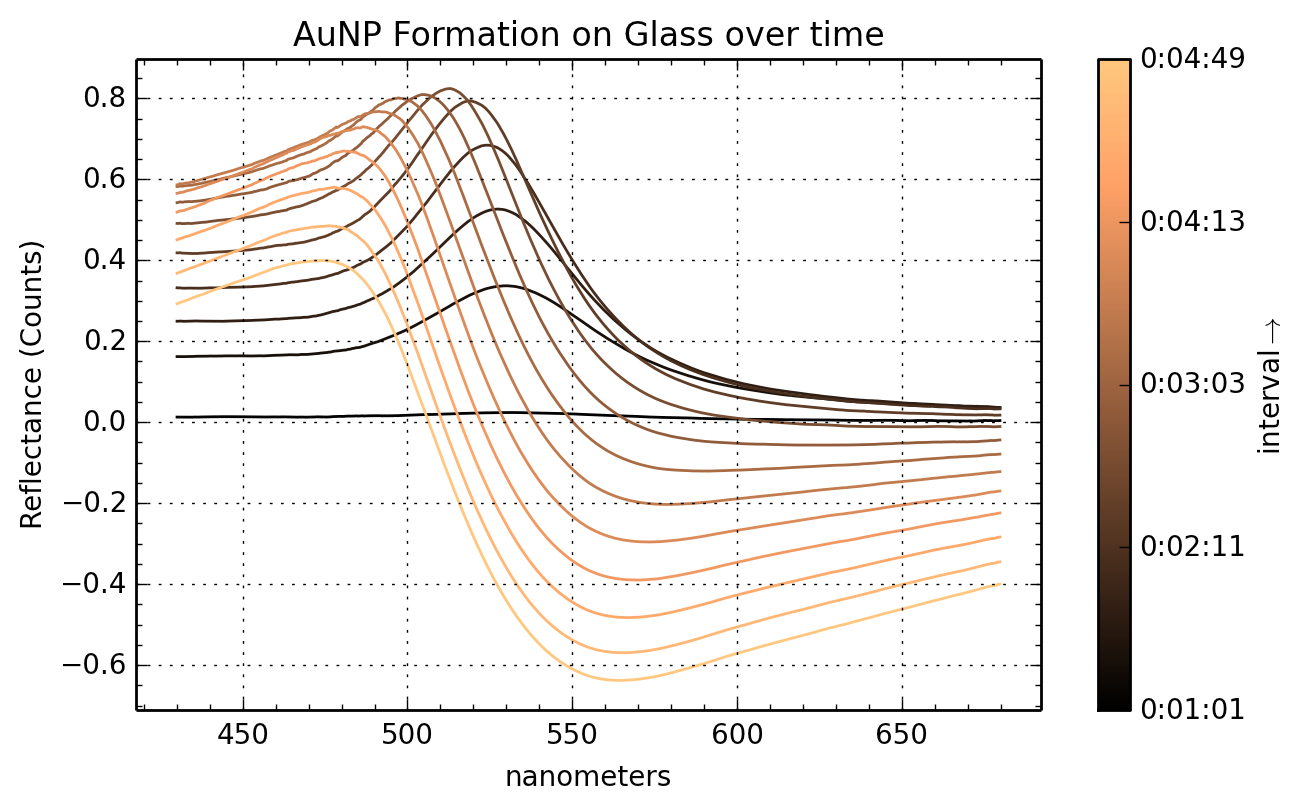 AuNP Formation on Glass over time
Reflectance (Counts)
0.8
0.6
0.4
0.2
0.0
−0.2
−0.4
−0.6
450 500 550 600 650
nanometers
0:04:49
0:04:13
0:03:03
0:02:11
0:01:01
interval→